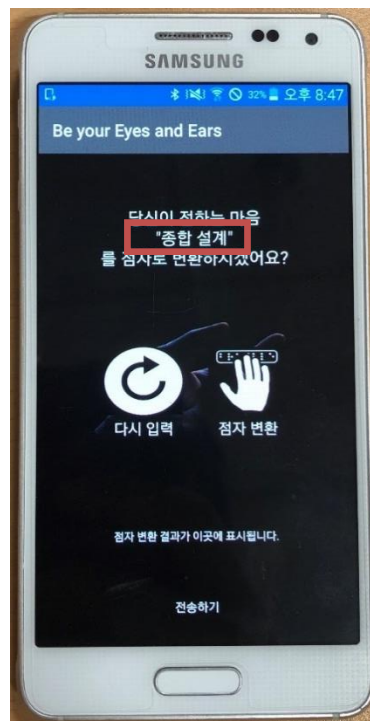 SAMSUNG
32% 오후 8:47
Be your Eyes and Ears
당신이 전하는 마음
"종합 설계"
를 점자로 변환하시겠어요?
다시 입력
점자 변환
점자 변환 결과가 이곳에 표시됩니다.
전송하기